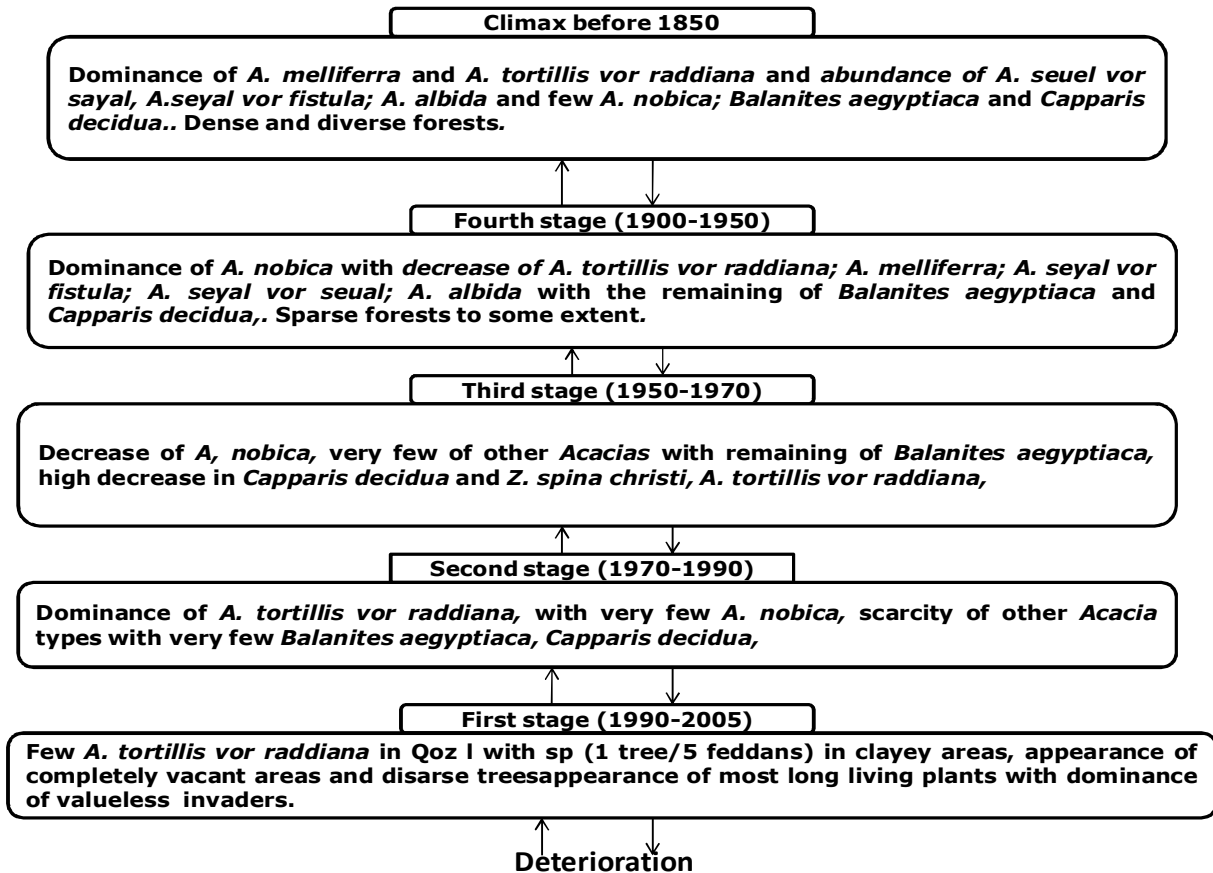 Climax before 1850
Dominance of A. melliferra and A. tortillis vor raddiana and abundance of A. seuel vor
sayal, A.seyal vor fistula; A. albida and few A. nobica; Balanites aegyptiaca and Capparis
decidua.. Dense and diverse forests.
Fourth stage (1900-1950)
Dominance of A. nobica with decrease of A. tortillis vor raddiana; A. melliferra; A. seyal vor
fistula; A. seyal vor seual; A. albida with the remaining of Balanites aegyptiaca and
Capparis decidua,. Sparse forests to some extent.
Third stage (1950-1970)
Decrease of A, nobica, very few of other Acacias with remaining of Balanites aegyptiaca,
high decrease in Capparis decidua and Z. spina christi, A. tortillis vor raddiana,
Second stage (1970-1990)
Dominance of A. tortillis vor raddiana, with very few A. nobica, scarcity of other Acacia
types with very few Balanites aegyptiaca, Capparis decidua,
First stage (1990-2005)
Few A. tortillis vor raddiana in Qoz l with sp (1 tree/5 feddans) in clayey areas, appearance of
completely vacant areas and disarse treesappearance of most long living plants with dominance
of valueless invaders.
Deterioration